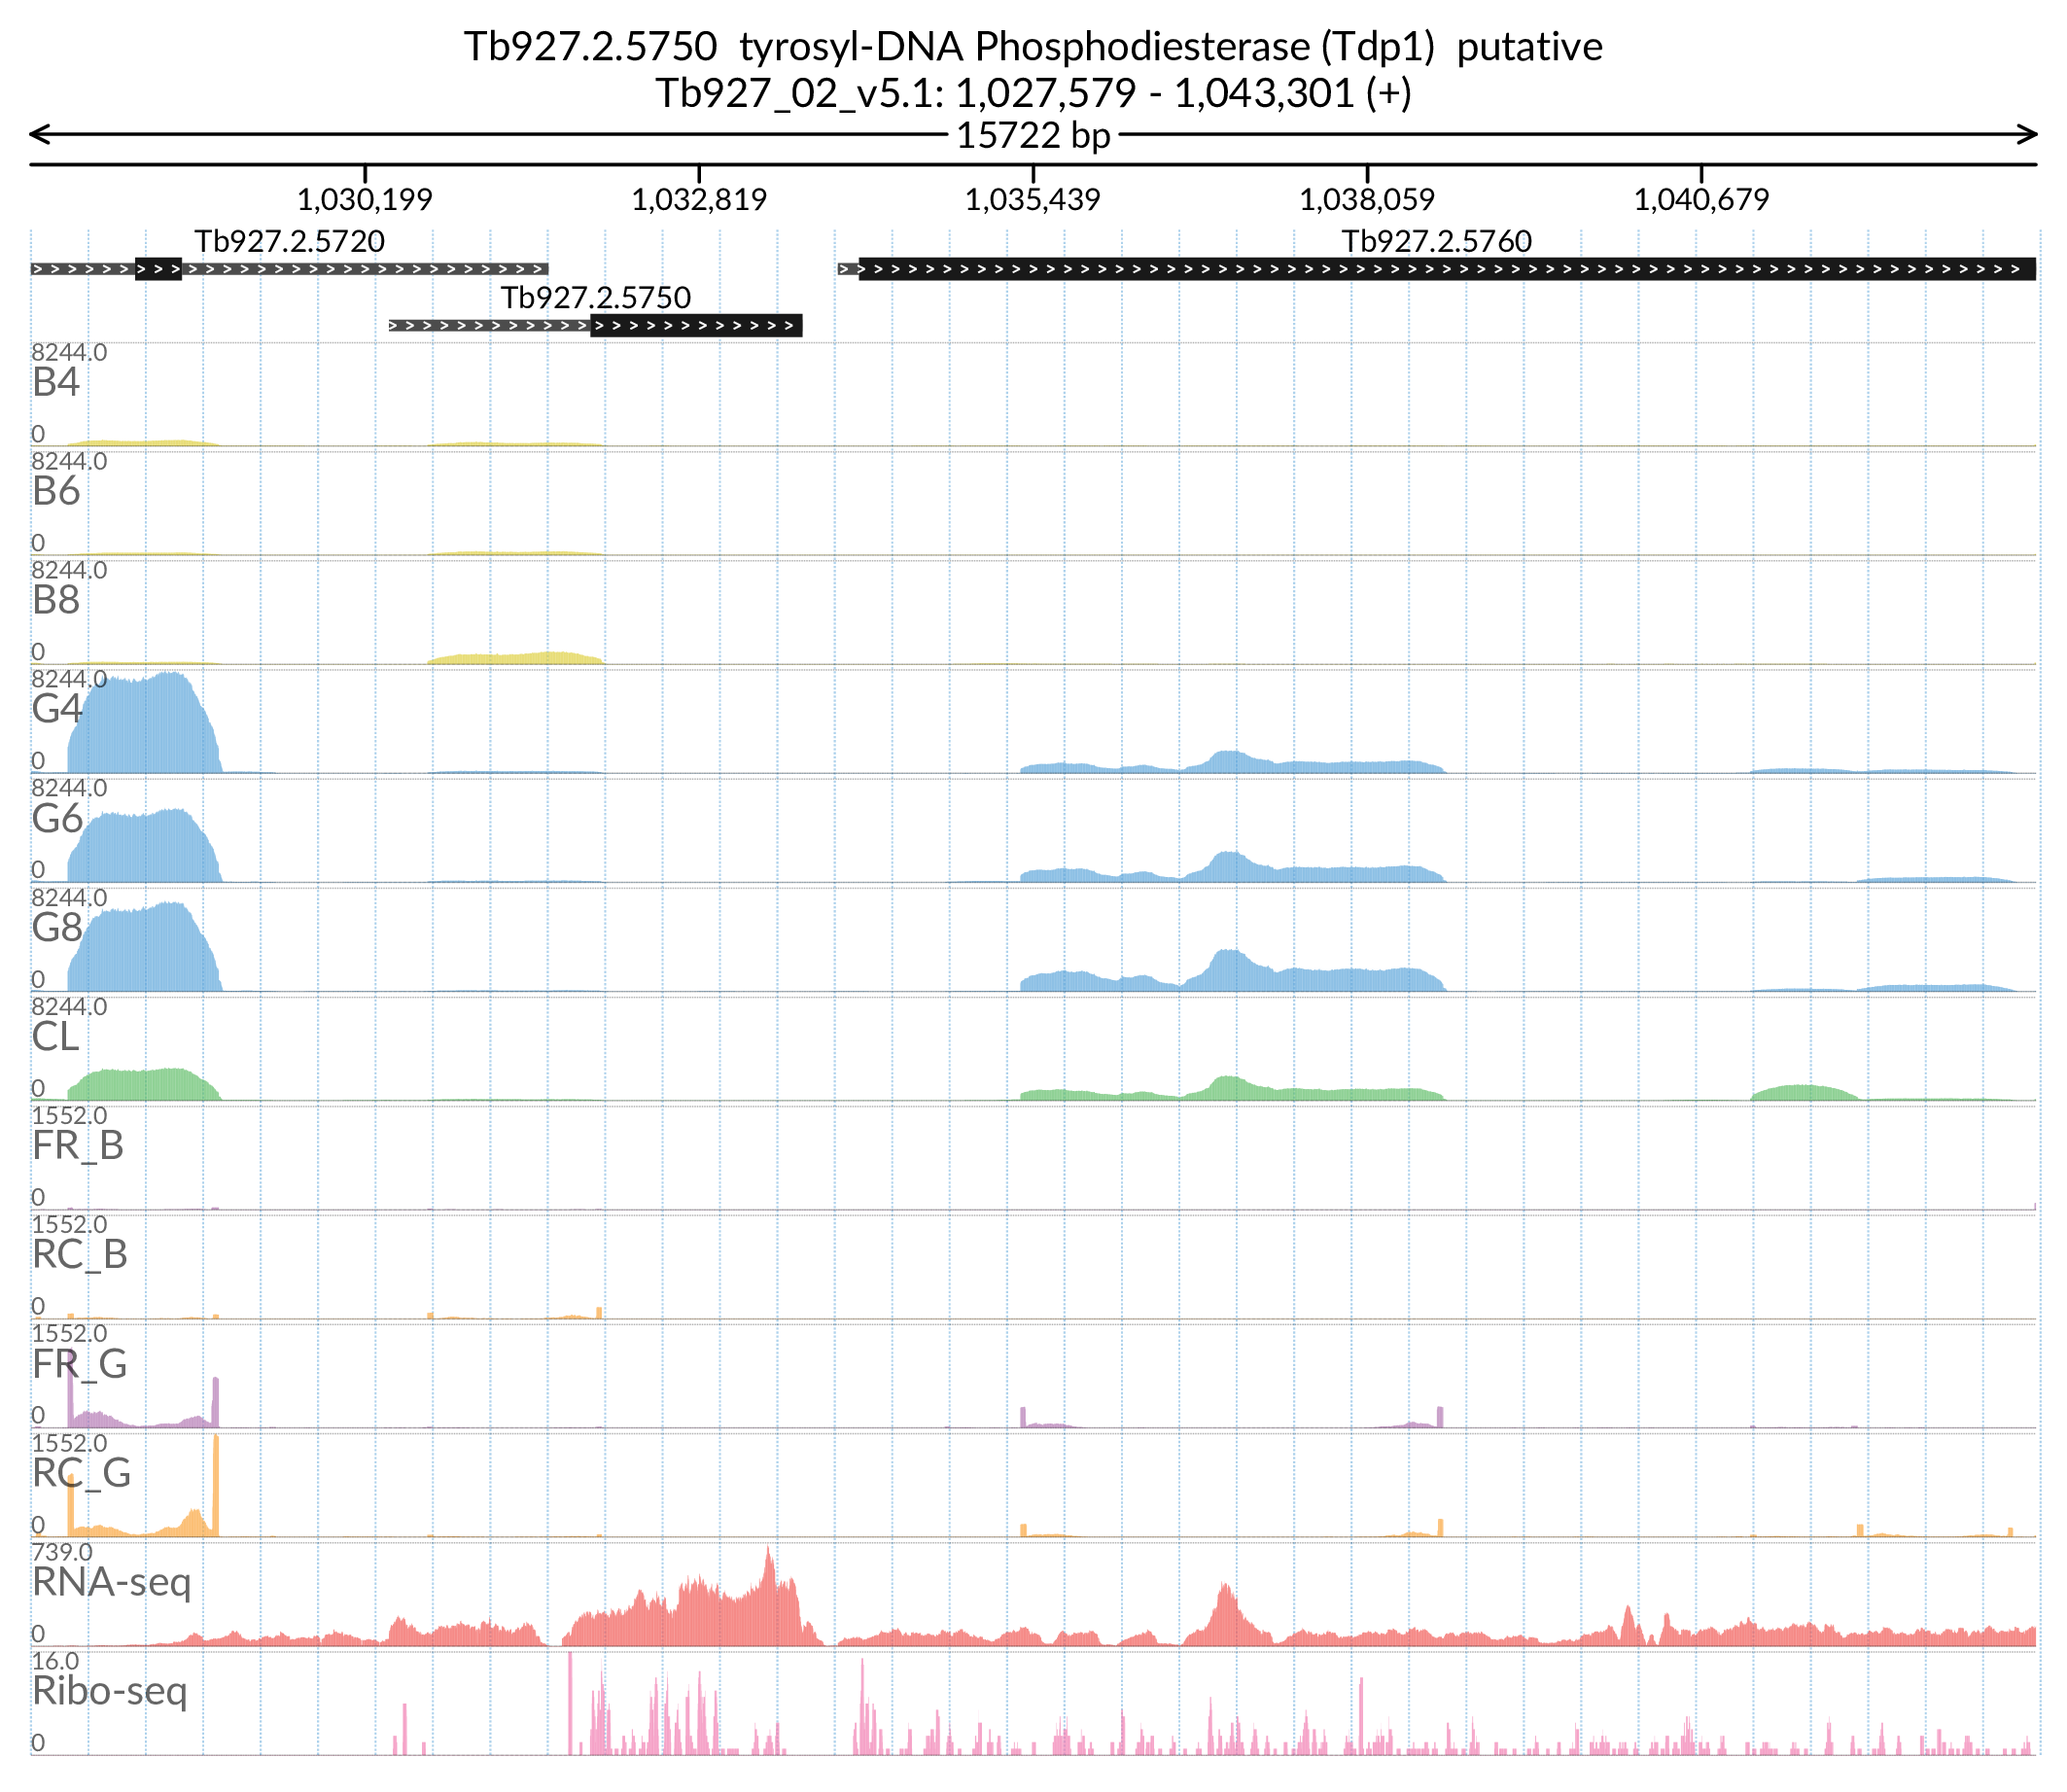 Tb927.2.5750 tyrosyl-DNA Phosphodiesterase (Tdp1) putative
Tb927_02_v5.1: 1,027,579 - 1,043,301 (+)
15722 bp
1,030,199 1,032,819 1,035,439 1,038,059 1,040,679
Tb927.2.5720 Tb927.2.5760
Tb927.2.5750
8244.0
B4
0
8244.0
B6
0
8244.0
B8
0
8244.0
G4
0
8244.0
G6
0
8244.0
G8
0
8244.0
CL
0
1552.0
FR_B
0
1552.0
RC_B
0
1552.0
FR_G
0
1552.0
RC_G
0
739.0
RNA-seq
0
16.0
Ribo-seq
0